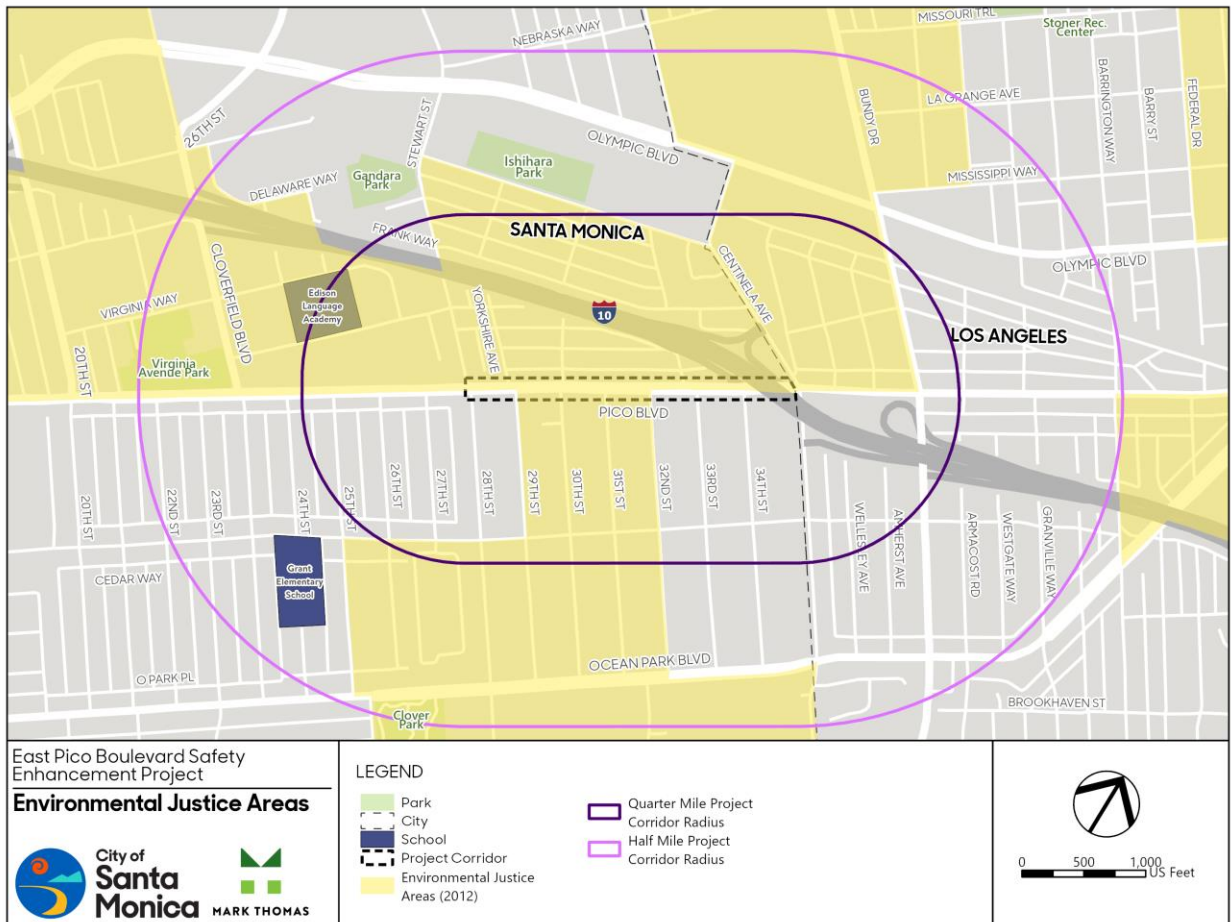 MISSOURI TRL
Stoner Rec.
Center
NEBRASKA WAY
FEDERAL DR
BARRINGTON WAY
BARRY ST
BUNDY DR
LA GRANGE AVE
26TH ST
STEWART ST
OLYMPIC BLVD
Ishihara
Park
Gandara
Park
DELAWARE WAY
MISSISSIPPI WAY
FRANK WAY
SANTA MONICA
CLOVERFIELD BLVD
CENTINELA AVE
OLYMPIC BLVD
Edison
Language
Academy
VIRGINIA WAY
YORKSHIRE AVE
10
LOS ANGELES
20TH ST
Virginia
Avenue Park
PICO BLVD
20TH ST
22ND ST
23RD ST
24TH ST
25TH ST
26TH ST
27TH ST
28TH ST
29TH ST
30TH ST
31ST ST
32ND ST
33RD ST
34TH ST
WELLESLEY AVE
AMHERST AVE
ARMACOST RD
WESTGATE WAY
GRANVILLE WAY
CEDAR WAY
Grant
Elementary
School
OCEAN PARK BLVD
O PARK PL
BROOKHAVEN ST
Clover
Park
East Pico Boulevard Safety
Enhancement Project
Environmental Justice Areas
City of
Santa
Monica
MARK THOMAS
LEGEND
Park
City
School
Project Corridor
Environmental Justice
Areas (2012)
Quarter Mile Project
Corridor Radius
Half Mile Project
Corridor Radius
0 500 1,000
US Feet